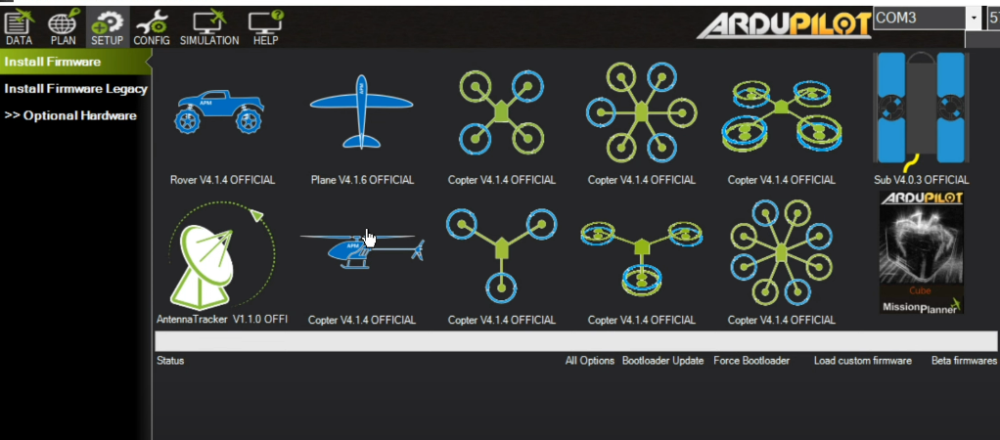 ARDUPILOT
COM3
DATA PLAN SETUP CONFIG SIMULATION HELP
Install Firmware
Install Firmware Legacy
>> Optional Hardware
APM
APM
Rover V4.1.4 OFFICIAL
Plane V4.1.6 OFFICIAL
Copter V4.1.4 OFFICIAL
Copter V4.1.4 OFFICIAL
Copter V4.1.4 OFFICIAL
Sub V4.0.3 OFFICIAL
APM
ARDUPILOT
Cube
MissionPlanner
AntennaTracker V1.1.0 OFFI
Copter V4.1.4 OFFICIAL
Copter V4.1.4 OFFICIAL
Copter V4.1.4 OFFICIAL
Copter V4.1.4 OFFICIAL
Status
All Options
Bootloader Update
Force Bootloader
Load custom firmware
Beta firmwares